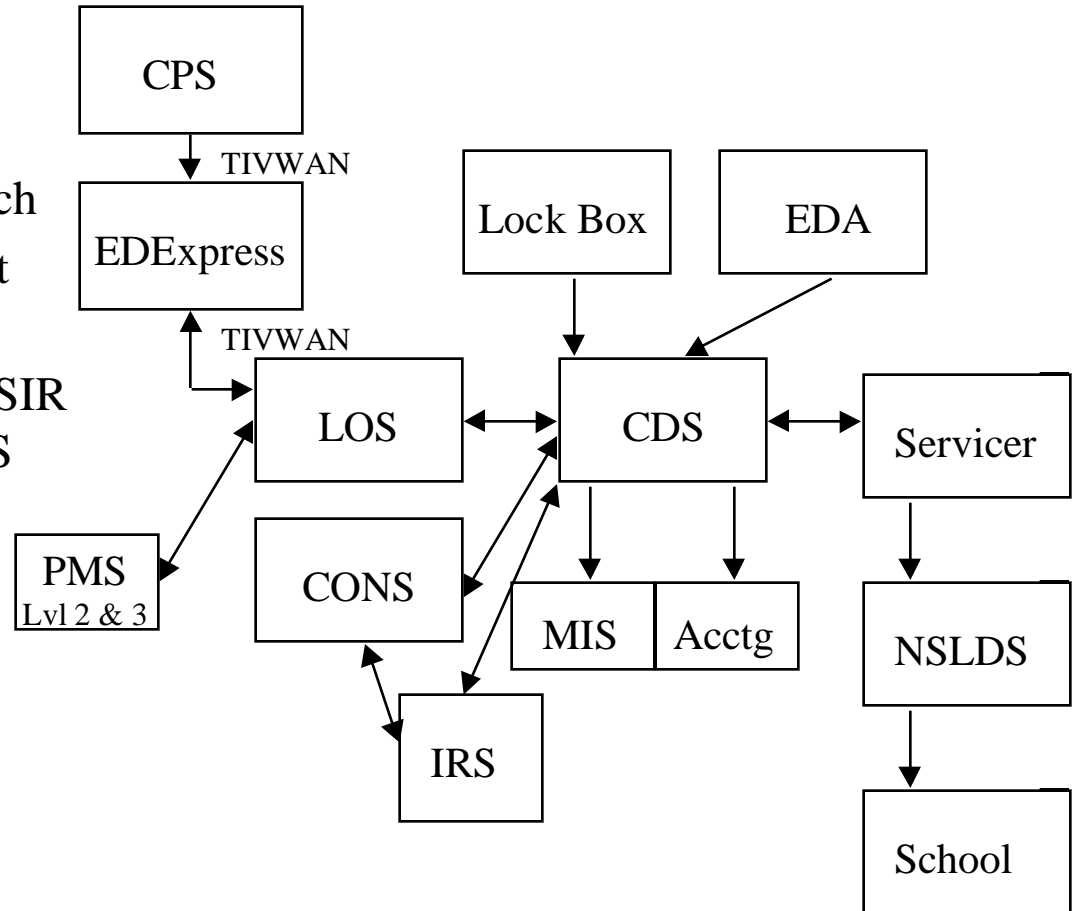 CPS
TIVWAN
ch
EDExpress
t
Lock Box
EDA
TIVWAN
SIR
S
LOS
CDS
Servicer
PMS
Lvl 2 & 3
CONS
MIS
Acctg
NSLDS
IRS
School